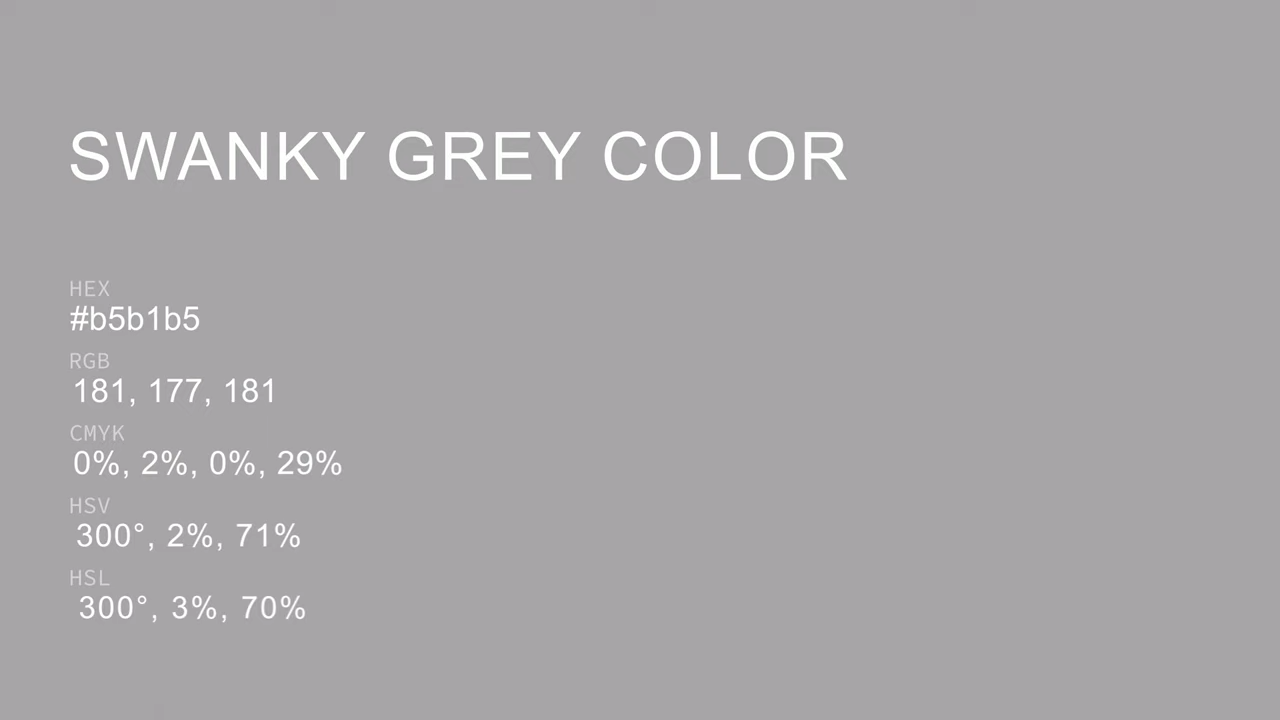 SWANKY GREY COLOR
HEX
#b5b1b5
RGB
181, 177, 181
CMYK
0%, 2%, 0%, 29%
HSV
300°, 2%, 71%
HSL
300°, 3%, 70%